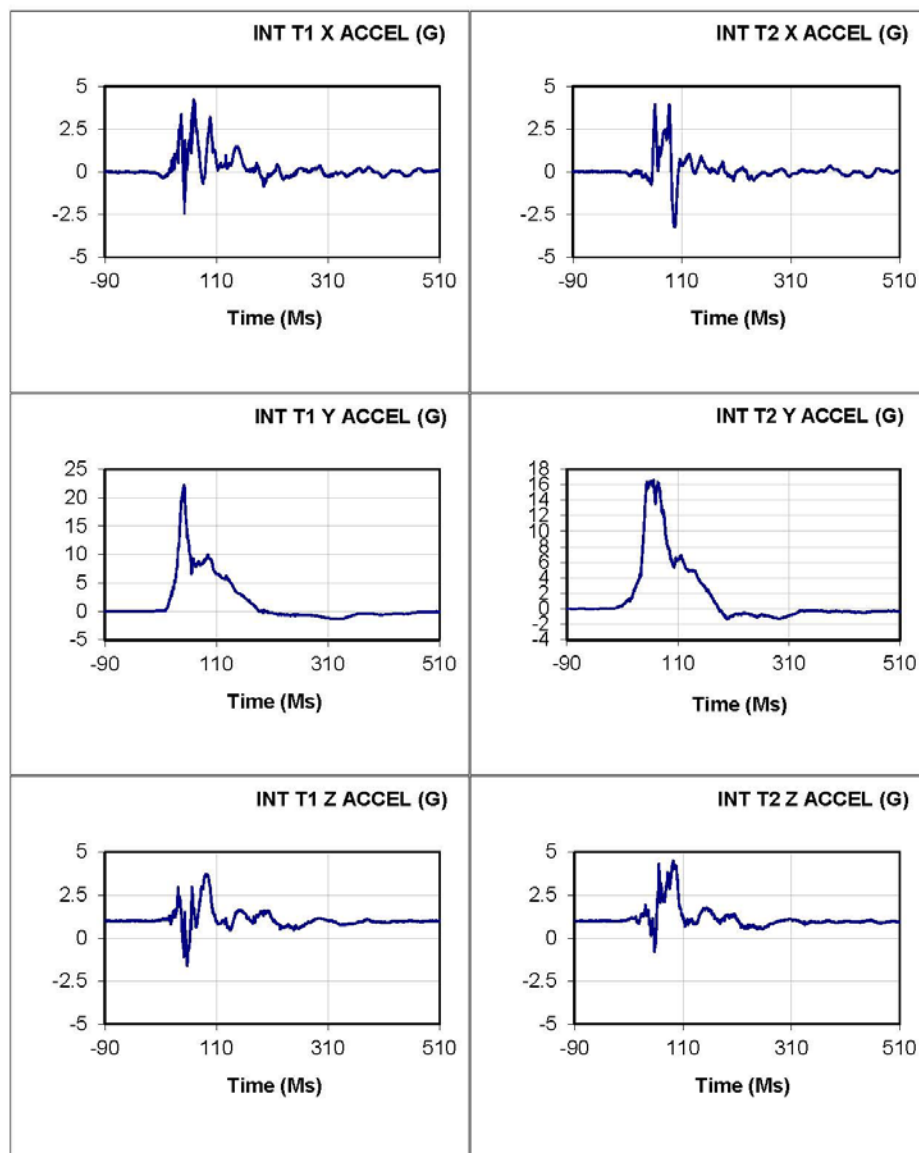 INT T1 X ACCEL (G)
5
2.5
0
-2.5
-5
-90 110 310 510
Time (Ms)
INT T2 X ACCEL (G)
5
2.5
0
-2.5
-5
-90 110 310 510
Time (Ms)
INT T1 Y ACCEL (G)
25
20
15
10
5
0
-5
-90 110 310 510
Time (Ms)
INT T2 Y ACCEL (G)
18
16
14
12
10
8
6
4
2
0
-2
-4
-90 110 310 510
Time (Ms)
INT T1 Z ACCEL (G)
5
2.5
0
-2.5
-5
-90 110 310 510
Time (Ms)
INT T2 Z ACCEL (G)
5
2.5
0
-2.5
-5
-90 110 310 510
Time (Ms)